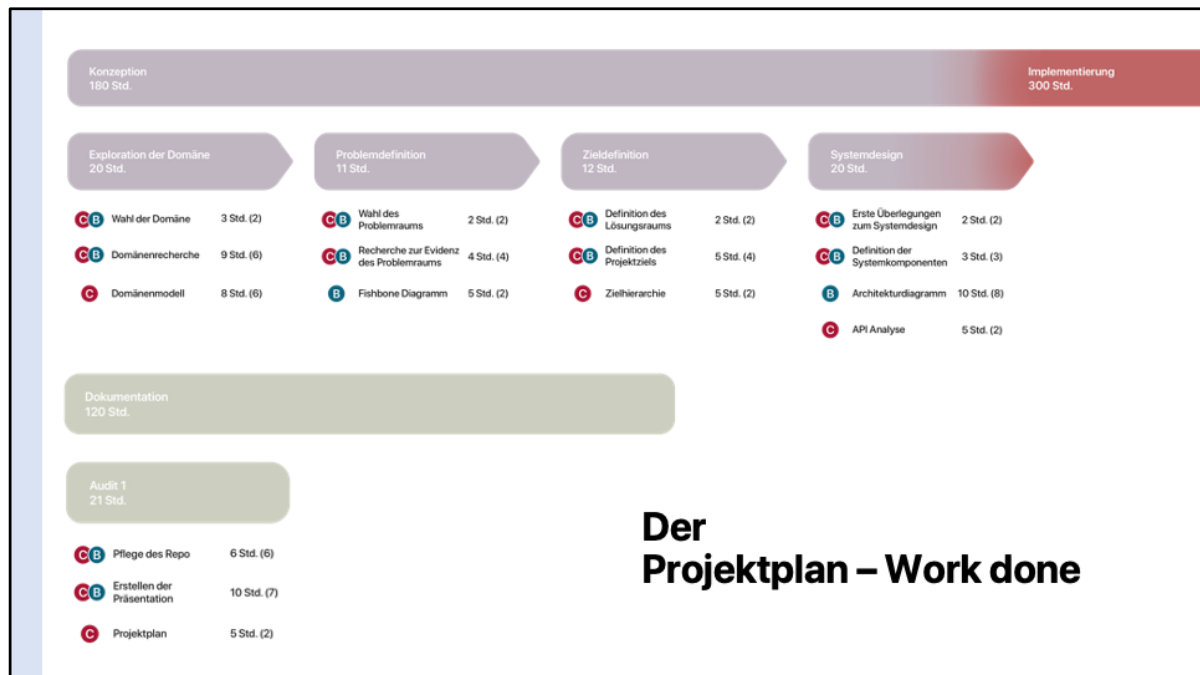 Konzeption
180 Std.
Implementierung
300 Std.
Exploration der Domäne
20 Std.
Problemdefinition
11 Std.
Zieldefinition
12 Std.
Systemdesign
20 Std.
C B Wahl der Domäne 3 Std. (2)
C B Domänenrecherche 9 Std. (6)
C Domänenmodell 8 Std. (6)
C B Wahl des
Problemraums 2 Std. (2)
C B Recherche zur Evidenz
des Problemraums 4 Std. (4)
B Fishbone Diagramm 5 Std. (2)
C B Definition des
Lösungsraums 2 Std. (2)
C B Definition des
Projektziels 5 Std. (4)
C Zielhierarchie 5 Std. (2)
C B Erste Überlegungen
zum Systemdesign 2 Std. (2)
C B Definition der
Systemkomponenten 3 Std. (3)
B Architekturdiagramm 10 Std. (8)
C API Analyse 5 Std. (2)
Dokumentation
120 Std.
Audit 1
21 Std.
C B Pflege des Repo 6 Std. (6)
C B Erstellen der
Präsentation 10 Std. (7)
C Projektplan 5 Std. (2)
Der
Projektplan – Work done